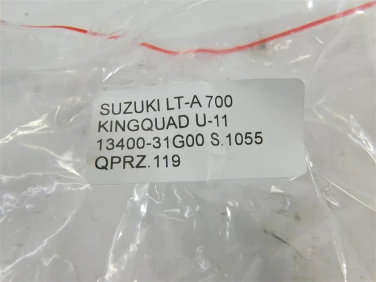 SUZUKI LT-A 700
KINGQUAD U-11
13400-31G00 S.1055
QPRZ.119